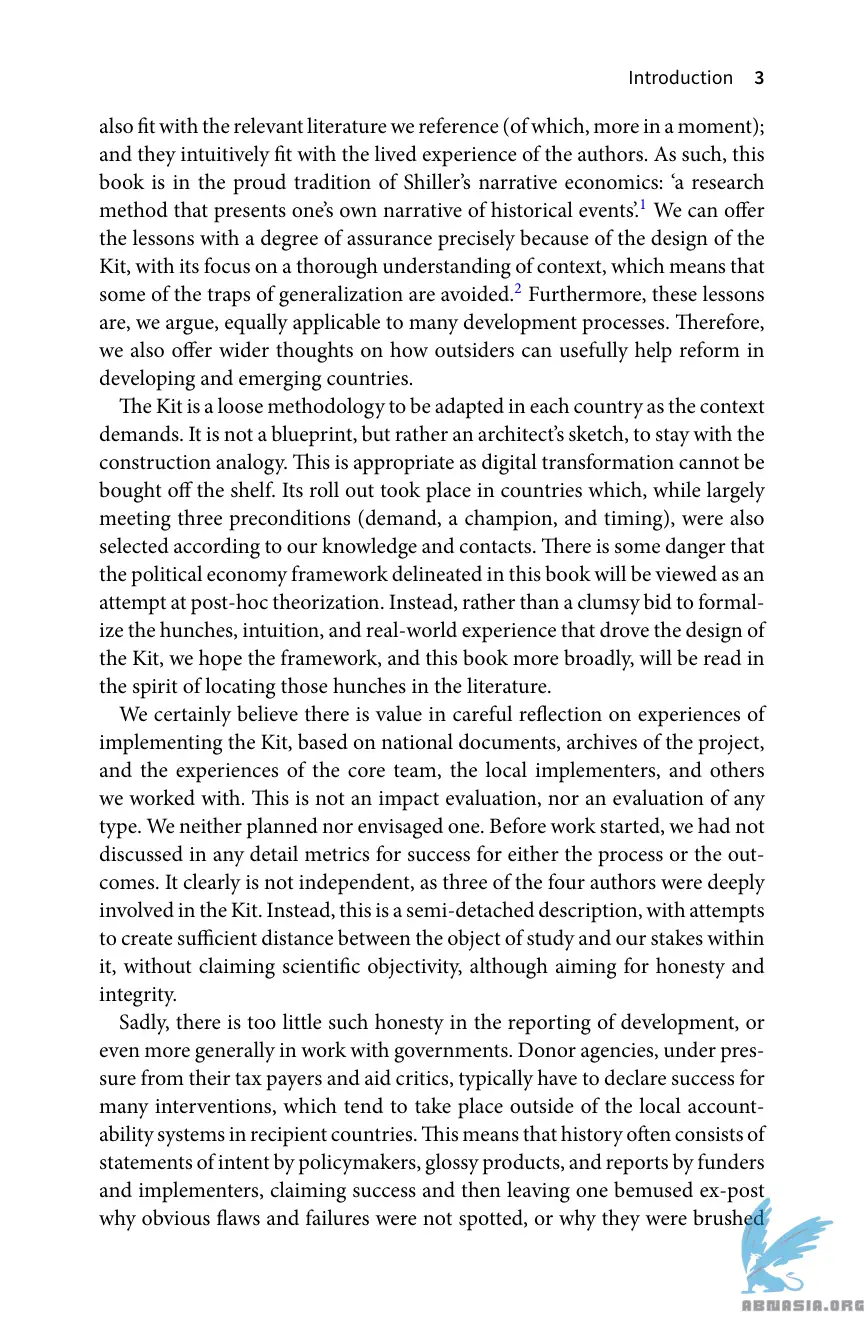 Introduction 3
also fit with the relevant literature we reference (of which, more in a moment);
and they intuitively fit with the lived experience of the authors. As such, this
book is in the proud tradition of Shiller’s narrative economics: ‘a research
method that presents one’s own narrative of historical events’.1 We can offer
the lessons with a degree of assurance precisely because of the design of the
Kit, with its focus on a thorough understanding of context, which means that
some of the traps of generalization are avoided.2 Furthermore, these lessons
are, we argue, equally applicable to many development processes. Therefore,
we also offer wider thoughts on how outsiders can usefully help reform in
developing and emerging countries.
The Kit is a loose methodology to be adapted in each country as the context
demands. It is not a blueprint, but rather an architect’s sketch, to stay with the
construction analogy. This is appropriate as digital transformation cannot be
bought off the shelf. Its roll out took place in countries which, while largely
meeting three preconditions (demand, a champion, and timing), were also
selected according to our knowledge and contacts. There is some danger that
the political economy framework delineated in this book will be viewed as an
attempt at post-hoc theorization. Instead, rather than a clumsy bid to formal-
ize the hunches, intuition, and real-world experience that drove the design of
the Kit, we hope the framework, and this book more broadly, will be read in
the spirit of locating those hunches in the literature.
We certainly believe there is value in careful reflection on experiences of
implementing the Kit, based on national documents, archives of the project,
and the experiences of the core team, the local implementers, and others
we worked with. This is not an impact evaluation, nor an evaluation of any
type. We neither planned nor envisaged one. Before work started, we had not
discussed in any detail metrics for success for either the process or the out-
comes. It clearly is not independent, as three of the four authors were deeply
involved in the Kit. Instead, this is a semi-detached description, with attempts
to create sufficient distance between the object of study and our stakes within
it, without claiming scientific objectivity, although aiming for honesty and
integrity.
Sadly, there is too little such honesty in the reporting of development, or
even more generally in work with governments. Donor agencies, under pres-
sure from their tax payers and aid critics, typically have to declare success for
many interventions, which tend to take place outside of the local account-
ability systems in recipient countries. This means that history often consists of
statements of intent by policymakers, glossy products, and reports by funders
and implementers, claiming success and then leaving one bemused ex-post
why obvious flaws and failures were not spotted, or why they were brushed
ABNASIA.ORG